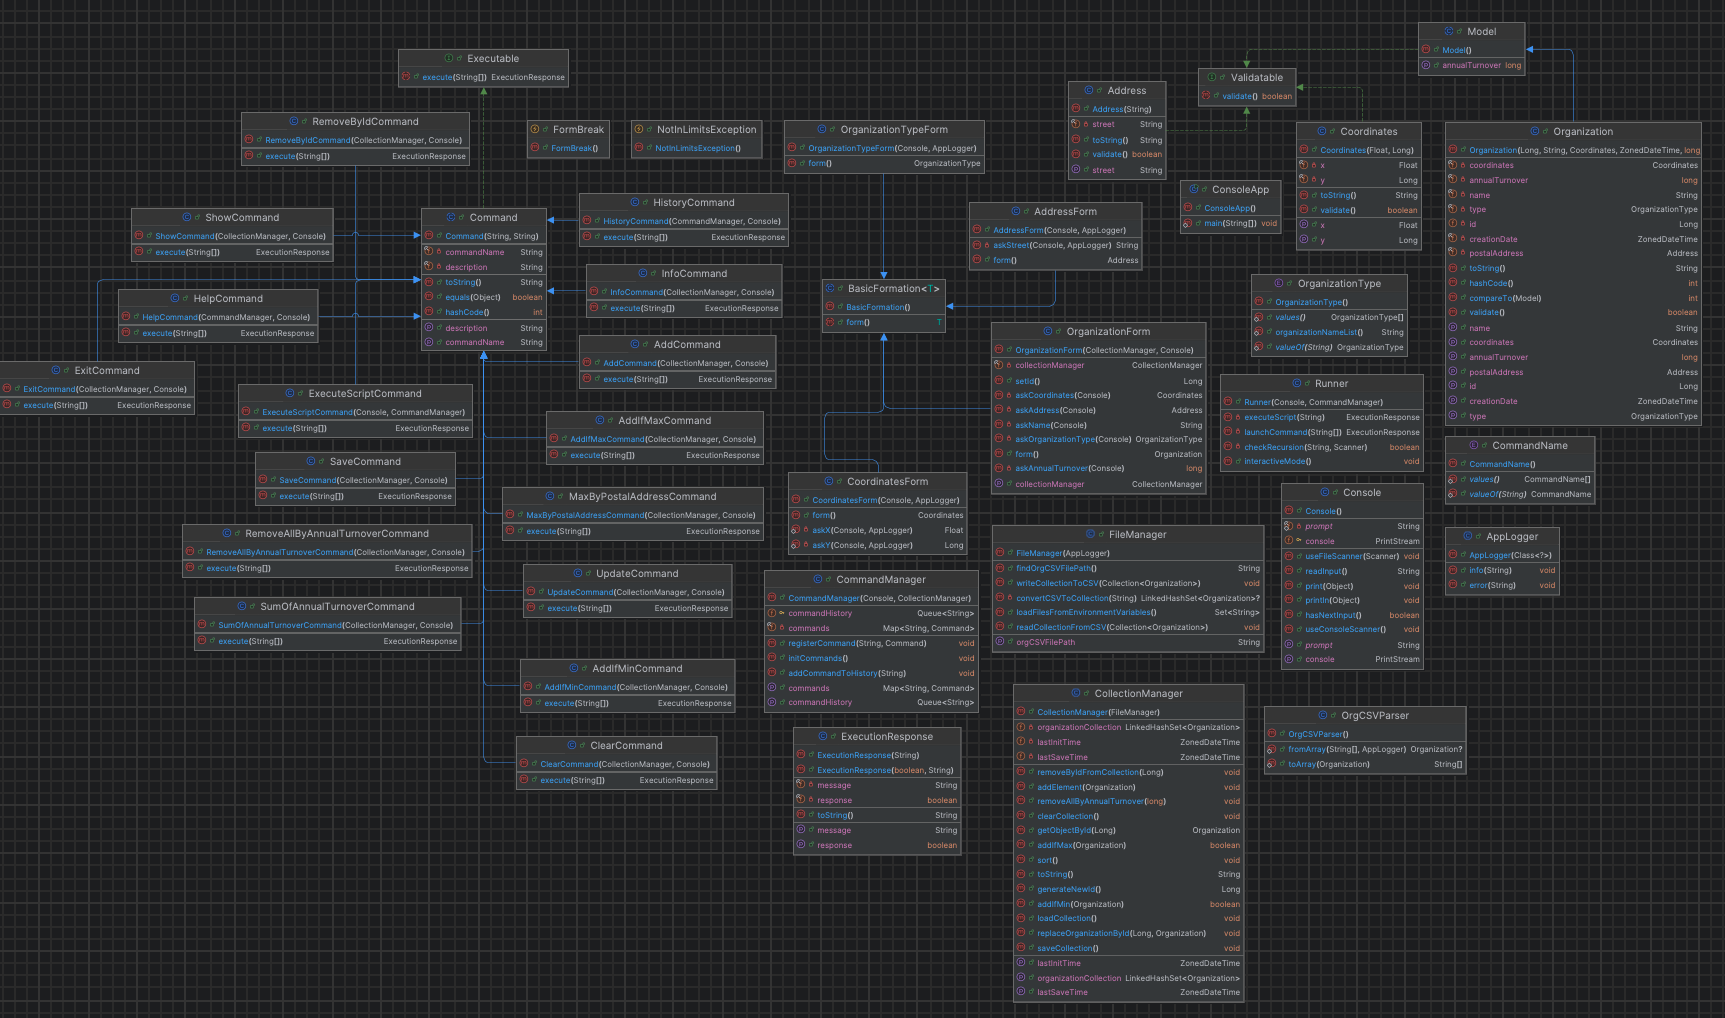 Executable
execute(String[]) ExecutionResponse
RemoveByIdCommand
RemoveByIdCommand(CollectionManager, Console)
execute(String[]) ExecutionResponse
FormBreak
FormBreak()
NotInLimitsException
NotInLimitsException()
OrganizationTypeForm
OrganizationTypeForm(Console, AppLogger)
form() OrganizationType
Address
Address(String)
street String
toString() String
validate() boolean
street String
Validatable
validate() boolean
Model
Model()
annualTurnover long
Coordinates
Coordinates(Float, Long)
x Float
y Long
toString() String
validate() boolean
x Float
y Long
Organization
Organization(Long, String, Coordinates, ZonedDateTime, long
coordinates Coordinates
annualTurnover long
name String
type OrganizationType
id Long
creationDate ZonedDateTime
postalAddress Address
toString() String
hashCode() int
compareTo(Model) int
validate() boolean
name String
coordinates Coordinates
annualTurnover long
postalAddress Address
id Long
creationDate ZonedDateTime
type OrganizationType
ConsoleApp
ConsoleApp()
main(String[]) void
ShowCommand
ShowCommand(CollectionManager, Console)
execute(String[]) ExecutionResponse
Command
Command(String, String)
commandName String
description String
toString() String
equals(Object) boolean
hashCode() int
description String
commandName String
HistoryCommand
HistoryCommand(CommandManager, Console)
execute(String[]) ExecutionResponse
AddressForm
AddressForm(Console, AppLogger)
askStreet(Console, AppLogger) String
form() Address
InfoCommand
InfoCommand(CollectionManager, Console)
execute(String[]) ExecutionResponse
BasicFormation<T>
BasicFormation()
form() T
OrganizationType
OrganizationType()
values() OrganizationType[]
organizationNameList() String
valueOf(String) OrganizationType
HelpCommand
HelpCommand(CommandManager, Console)
execute(String[]) ExecutionResponse
AddCommand
AddCommand(CollectionManager, Console)
execute(String[]) ExecutionResponse
OrganizationForm
OrganizationForm(CollectionManager, Console)
collectionManager CollectionManager
setId() Long
askCoordinates(Console) Coordinates
askAddress(Console) Address
askName(Console) String
askOrganizationType(Console) OrganizationType
form() Organization
askAnnualTurnover(Console) long
collectionManager CollectionManager
ExitCommand
ExitCommand(CollectionManager, Console)
execute(String[]) ExecutionResponse
ExecuteScriptCommand
ExecuteScriptCommand(Console, CommandManager)
execute(String[]) ExecutionResponse
Runner
Runner(Console, CommandManager)
executeScript(String) ExecutionResponse
launchCommand(String[]) ExecutionResponse
checkRecursion(String, Scanner) boolean
interactiveMode() void
AddIfMaxCommand
AddIfMaxCommand(CollectionManager, Console)
execute(String[]) ExecutionResponse
CommandName
CommandName()
values() CommandName[]
valueOf(String) CommandName
SaveCommand
SaveCommand(CollectionManager, Console)
execute(String[]) ExecutionResponse
CoordinatesForm
CoordinatesForm(Console, AppLogger)
form() Coordinates
askX(Console, AppLogger) Float
askY(Console, AppLogger) Long
Console
Console()
prompt String
console PrintStream
useFileScanner(Scanner) void
readInput() String
print(Object) void
println(Object) void
hasNextInput() boolean
useConsoleScanner() void
prompt String
console PrintStream
MaxByPostalAddressCommand
MaxByPostalAddressCommand(CollectionManager, Console)
execute(String[]) ExecutionResponse
RemoveAllByAnnualTurnoverCommand
RemoveAllByAnnualTurnoverCommand(CollectionManager, Console)
execute(String[]) ExecutionResponse
FileManager
FileManager(AppLogger)
findOrgCSVFilePath() String
writeCollectionToCSV(Collection<Organization>) void
convertCSVToCollection(String) LinkedHashSet<Organization>?
loadFilesFromEnvironmentVariables() Set<String>
readCollectionFromCSV(Collection<Organization>) void
orgCSVFilePath String
AppLogger
AppLogger(Class<?>)
info(String) void
error(String) void
UpdateCommand
UpdateCommand(CollectionManager, Console)
execute(String[]) ExecutionResponse
CommandManager
CommandManager(Console, CollectionManager)
commandHistory Queue<String>
commands Map<String, Command>
registerCommand(String, Command) void
initCommands() void
addCommandToHistory(String) void
commands Map<String, Command>
commandHistory Queue<String>
SumOfAnnualTurnoverCommand
SumOfAnnualTurnoverCommand(CollectionManager, Console)
execute(String[]) ExecutionResponse
AddIfMinCommand
AddIfMinCommand(CollectionManager, Console)
execute(String[]) ExecutionResponse
CollectionManager
CollectionManager(FileManager)
organizationCollection LinkedHashSet<Organization>
lastInitTime ZonedDateTime
lastSaveTime ZonedDateTime
removeByIdFromCollection(Long) void
addElement(Organization) void
removeAllByAnnualTurnover(long) void
clearCollection() void
getObjectById(Long) Organization
addIfMax(Organization) boolean
sort() void
toString() String
generateNewId() Long
addIfMin(Organization) boolean
loadCollection() void
replaceOrganizationById(Long, Organization) void
saveCollection() void
lastInitTime ZonedDateTime
organizationCollection LinkedHashSet<Organization>
lastSaveTime ZonedDateTime
OrgCSVParser
OrgCSVParser()
fromArray(String[], AppLogger) Organization?
toArray(Organization) String[]
ExecutionResponse
ExecutionResponse(String)
ExecutionResponse(boolean, String)
message String
response boolean
toString() String
message String
response boolean
ClearCommand
ClearCommand(CollectionManager, Console)
execute(String[]) ExecutionResponse